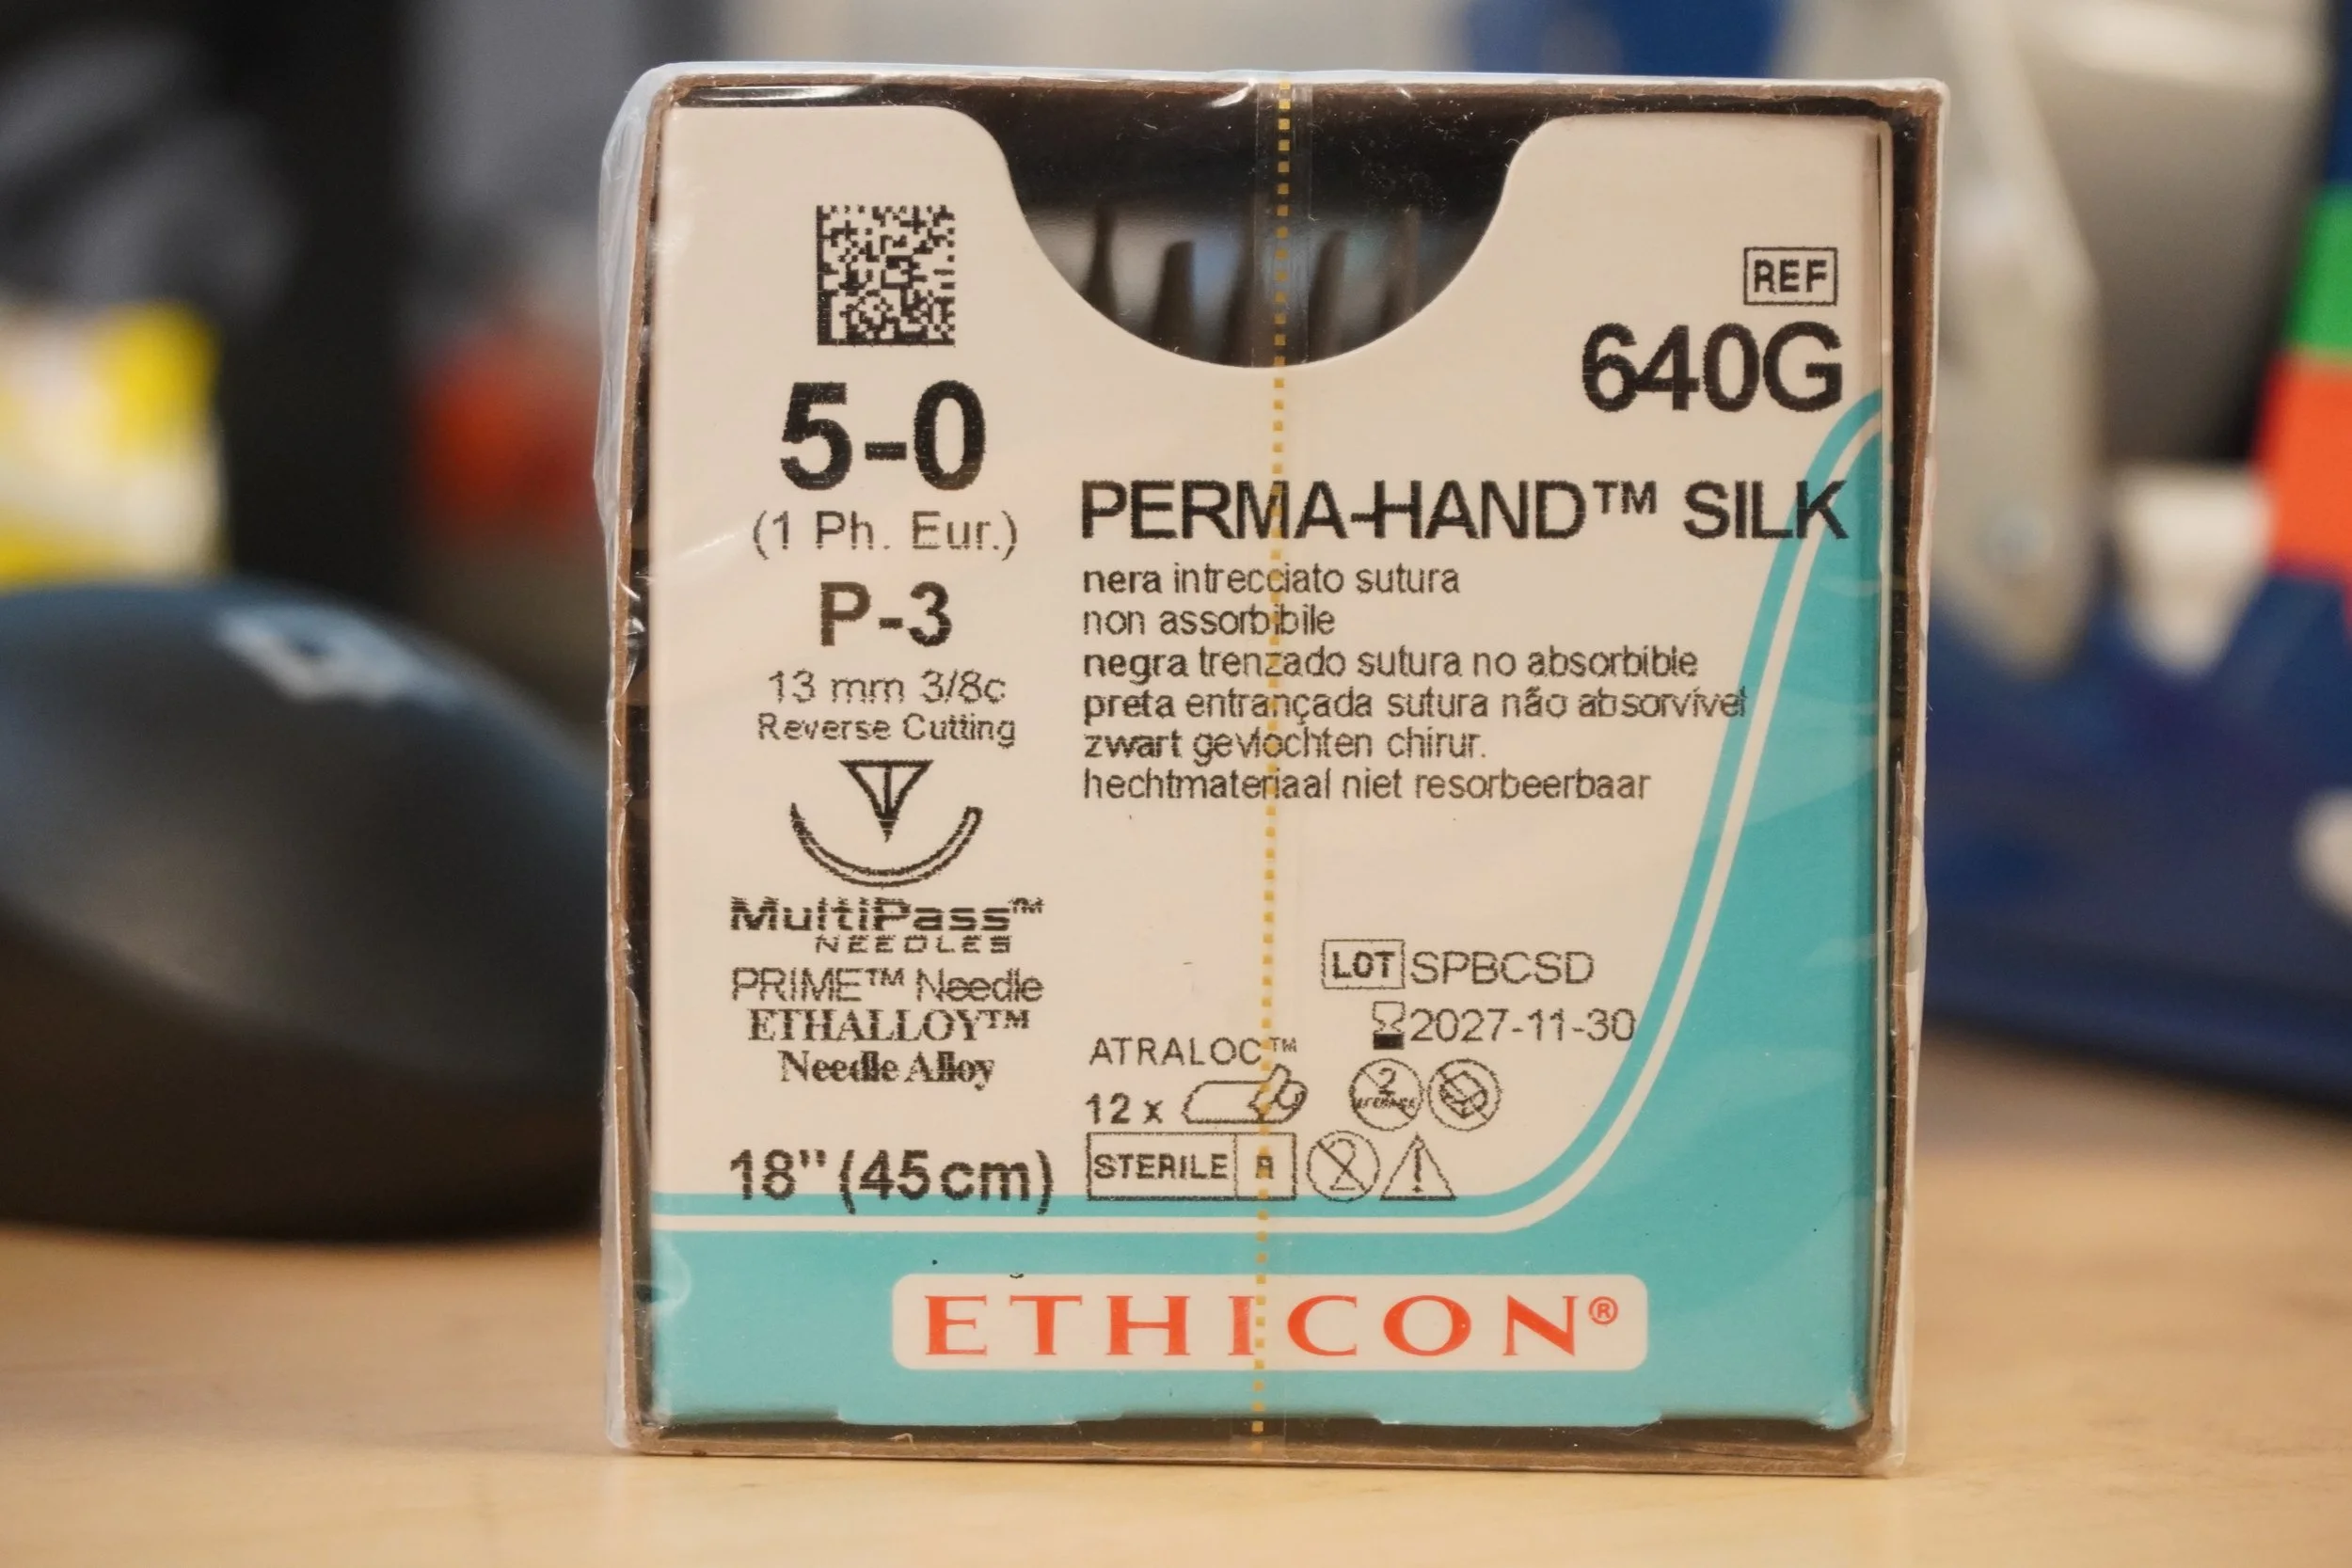 5-0
(1 Ph. Eur.)
P-3
13 mm 3/8c
Reverse Cutting
MultiPass™
NEEDLES
PRIME™ Needle
ETHALLOY™
Needle Alloy
18" (45cm)
REF
640G
PERMA-HAND™ SILK
nera intrecciato sutura
non assorbibile
negra trenzado sutura no absorbible
preta entrançada sutura não absorvível
zwart gevlochten chirur.
hechtmateriaal niet resorbeerbaar
LOT SPBCSD
2027-11-30
ATRALOC™
12 x
2
STERILE R
2
ETHICON®